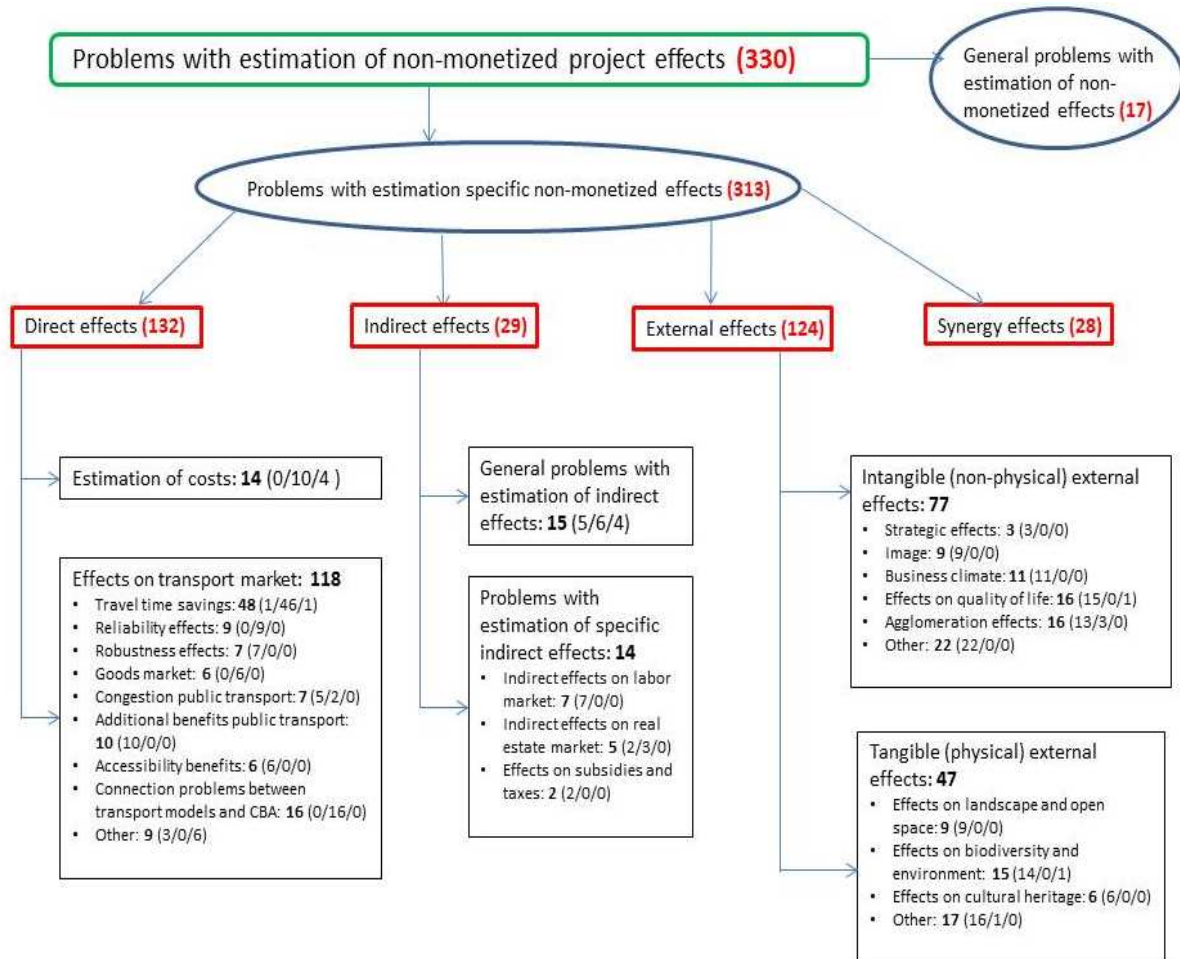 Problems with estimation of non-monetized project effects (330)
General problems with
estimation of non-
monetized effects (17)
Problems with estimation specific non-monetized effects (313)
Direct effects (132)
Indirect effects (29)
External effects (124)
Synergy effects (28)
Estimation of costs: 14 (0/10/4 )
Effects on transport market: 118
• Travel time savings: 48 (1/46/1)
• Reliability effects: 9 (0/9/0)
• Robustness effects: 7 (7/0/0)
• Goods market: 6 (0/6/0)
• Congestion public transport: 7 (5/2/0)
• Additional benefits public transport:
10 (10/0/0)
• Accessibility benefits: 6 (6/0/0)
• Connection problems between
transport models and CBA: 16 (0/16/0)
• Other: 9 (3/0/6)
General problems with
estimation of indirect
effects: 15 (5/6/4)
Problems with
estimation of specific
indirect effects: 14
• Indirect effects on labor
market: 7 (7/0/0)
• Indirect effects on real
estate market: 5 (2/3/0)
• Effects on subsidies and
taxes: 2 (2/0/0)
Intangible (non-physical) external
effects: 77
• Strategic effects: 3 (3/0/0)
• Image: 9 (9/0/0)
• Business climate: 11 (11/0/0)
• Effects on quality of life: 16 (15/0/1)
• Agglomeration effects: 16 (13/3/0)
• Other: 22 (22/0/0)
Tangible (physical) external
effects: 47
• Effects on landscape and open
space: 9 (9/0/0)
• Effects on biodiversity and
environment: 15 (14/0/1)
• Effects on cultural heritage: 6 (6/0/0)
• Other: 17 (16/1/0)